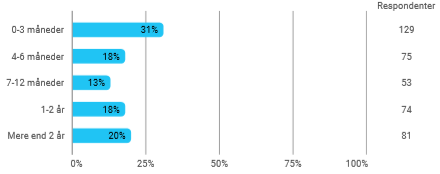 Respondenter
0-3 måneder 31% 129
4-6 måneder 18% 75
7-12 måneder 13% 53
1-2 år 18% 74
Mere end 2 år 20% 81
0% 25% 50% 75% 100%